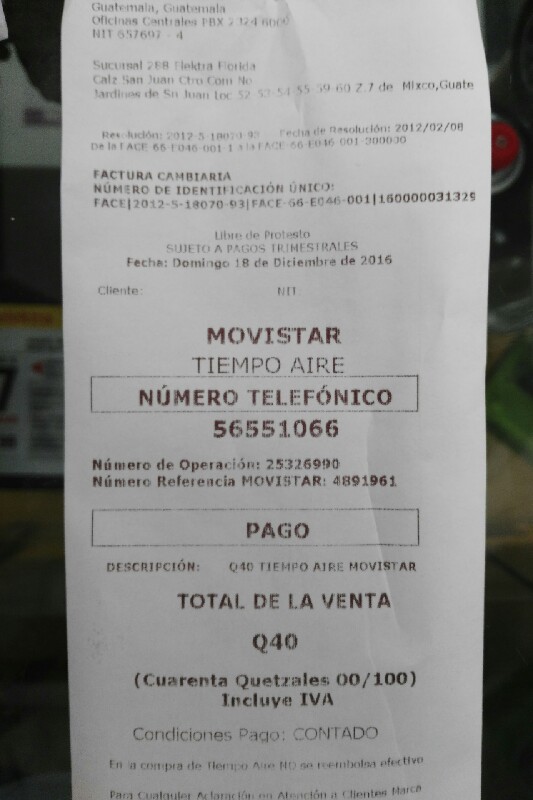 Guatemala, Guatemala
Oficinas Centrales PBX 2 424 6000
NIT 657697 - 4
Sucursal 288 Elektra Florida
Calz San Juan Ctro Com No
Jardines de Sn Juan Loc 52 53-54-55 59-60 Z.7 de Mixco,Guate
Resolución: 2012-5-18070-93 Fecha de Resolución: 2012/02/08
De la FACE-66-E046-001-1 a la FACE-66-E046-001-300000
FACTURA CAMBIARIA
NÚMERO DE IDENTIFICACIÓN ÚNICO:
FACE|2012-5-18070-93|FACE-66-E046-001|160000031329
Libre de Protesto
SUJETO A PAGOS TRIMESTRALES
Fecha: Domingo 18 de Diciembre de 2016
Cliente: NIT:
MOVISTAR
TIEMPO AIRE
NÚMERO TELEFÓNICO
56551066
Número de Operación: 25326990
Número Referencia MOVISTAR: 4891961
PAGO
DESCRIPCIÓN: Q40 TIEMPO AIRE MOVISTAR
TOTAL DE LA VENTA
Q40
(Cuarenta Quetzales 00/100)
Incluye IVA
Condiciones Pago: CONTADO
En la compra de Tiempo Aire NO se reembolsa efectivo
Para Cualquier Aclaración en Atención a Clientes Marca